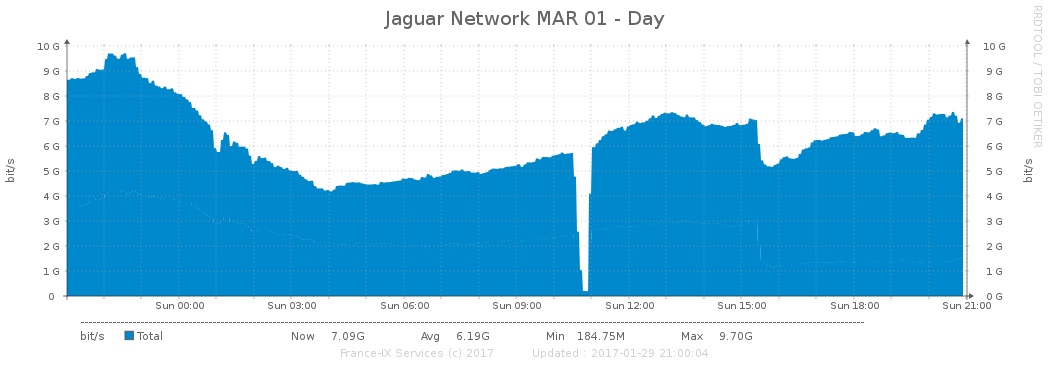 Jaguar Network MAR 01 - Day
RRDTOOL / TOBI OETIKER
10 G 10 G
9 G 9 G
8 G 8 G
7 G 7 G
6 G 6 G
5 G 5 G
4 G 4 G
3 G 3 G
2 G 2 G
1 G 1 G
0 0 G
bit/s
bit/s
Sun 00:00 Sun 03:00 Sun 06:00 Sun 09:00 Sun 12:00 Sun 15:00 Sun 18:00 Sun 21:00
bit/s Total Now 7.09G Avg 6.19G Min 184.75M Max 9.70G
France-IX Services (c) 2017 Updated : 2017-01-29 21:00:04